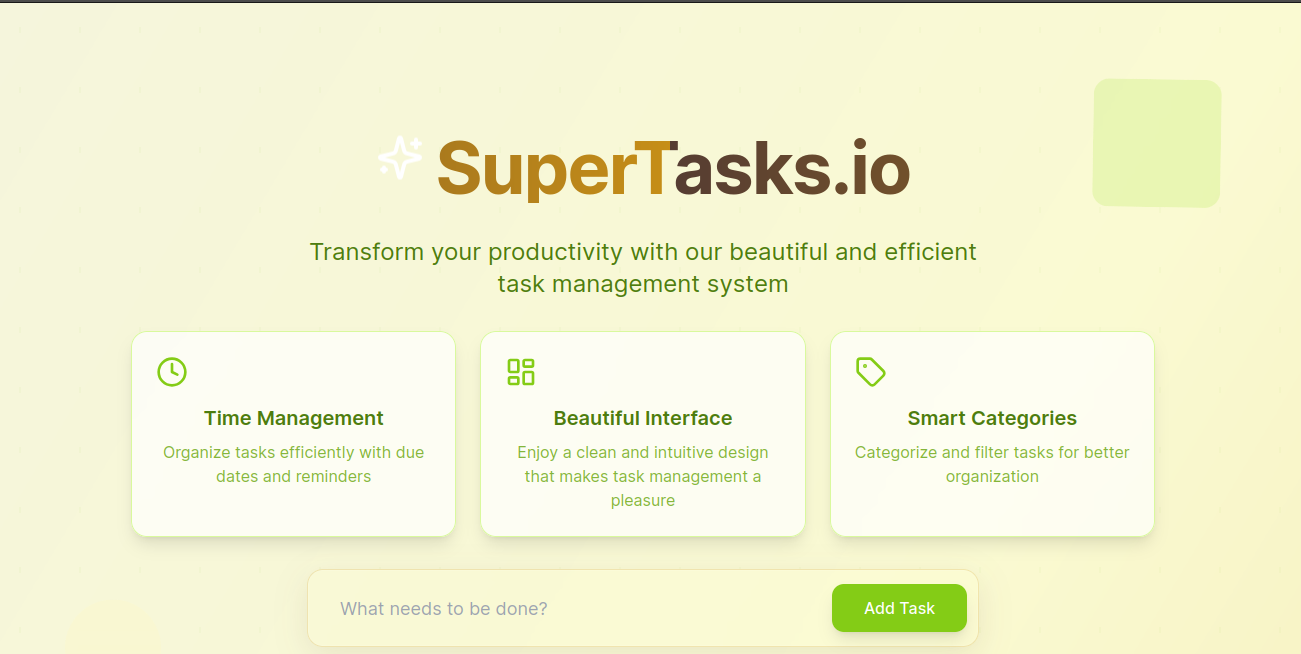 SuperTasks.io
Transform your productivity with our beautiful and efficient
task management system
Time Management
Organize tasks efficiently with due
dates and reminders
Beautiful Interface
Enjoy a clean and intuitive design
that makes task management a
pleasure
Smart Categories
Categorize and filter tasks for better
organization
What needs to be done?
Add Task